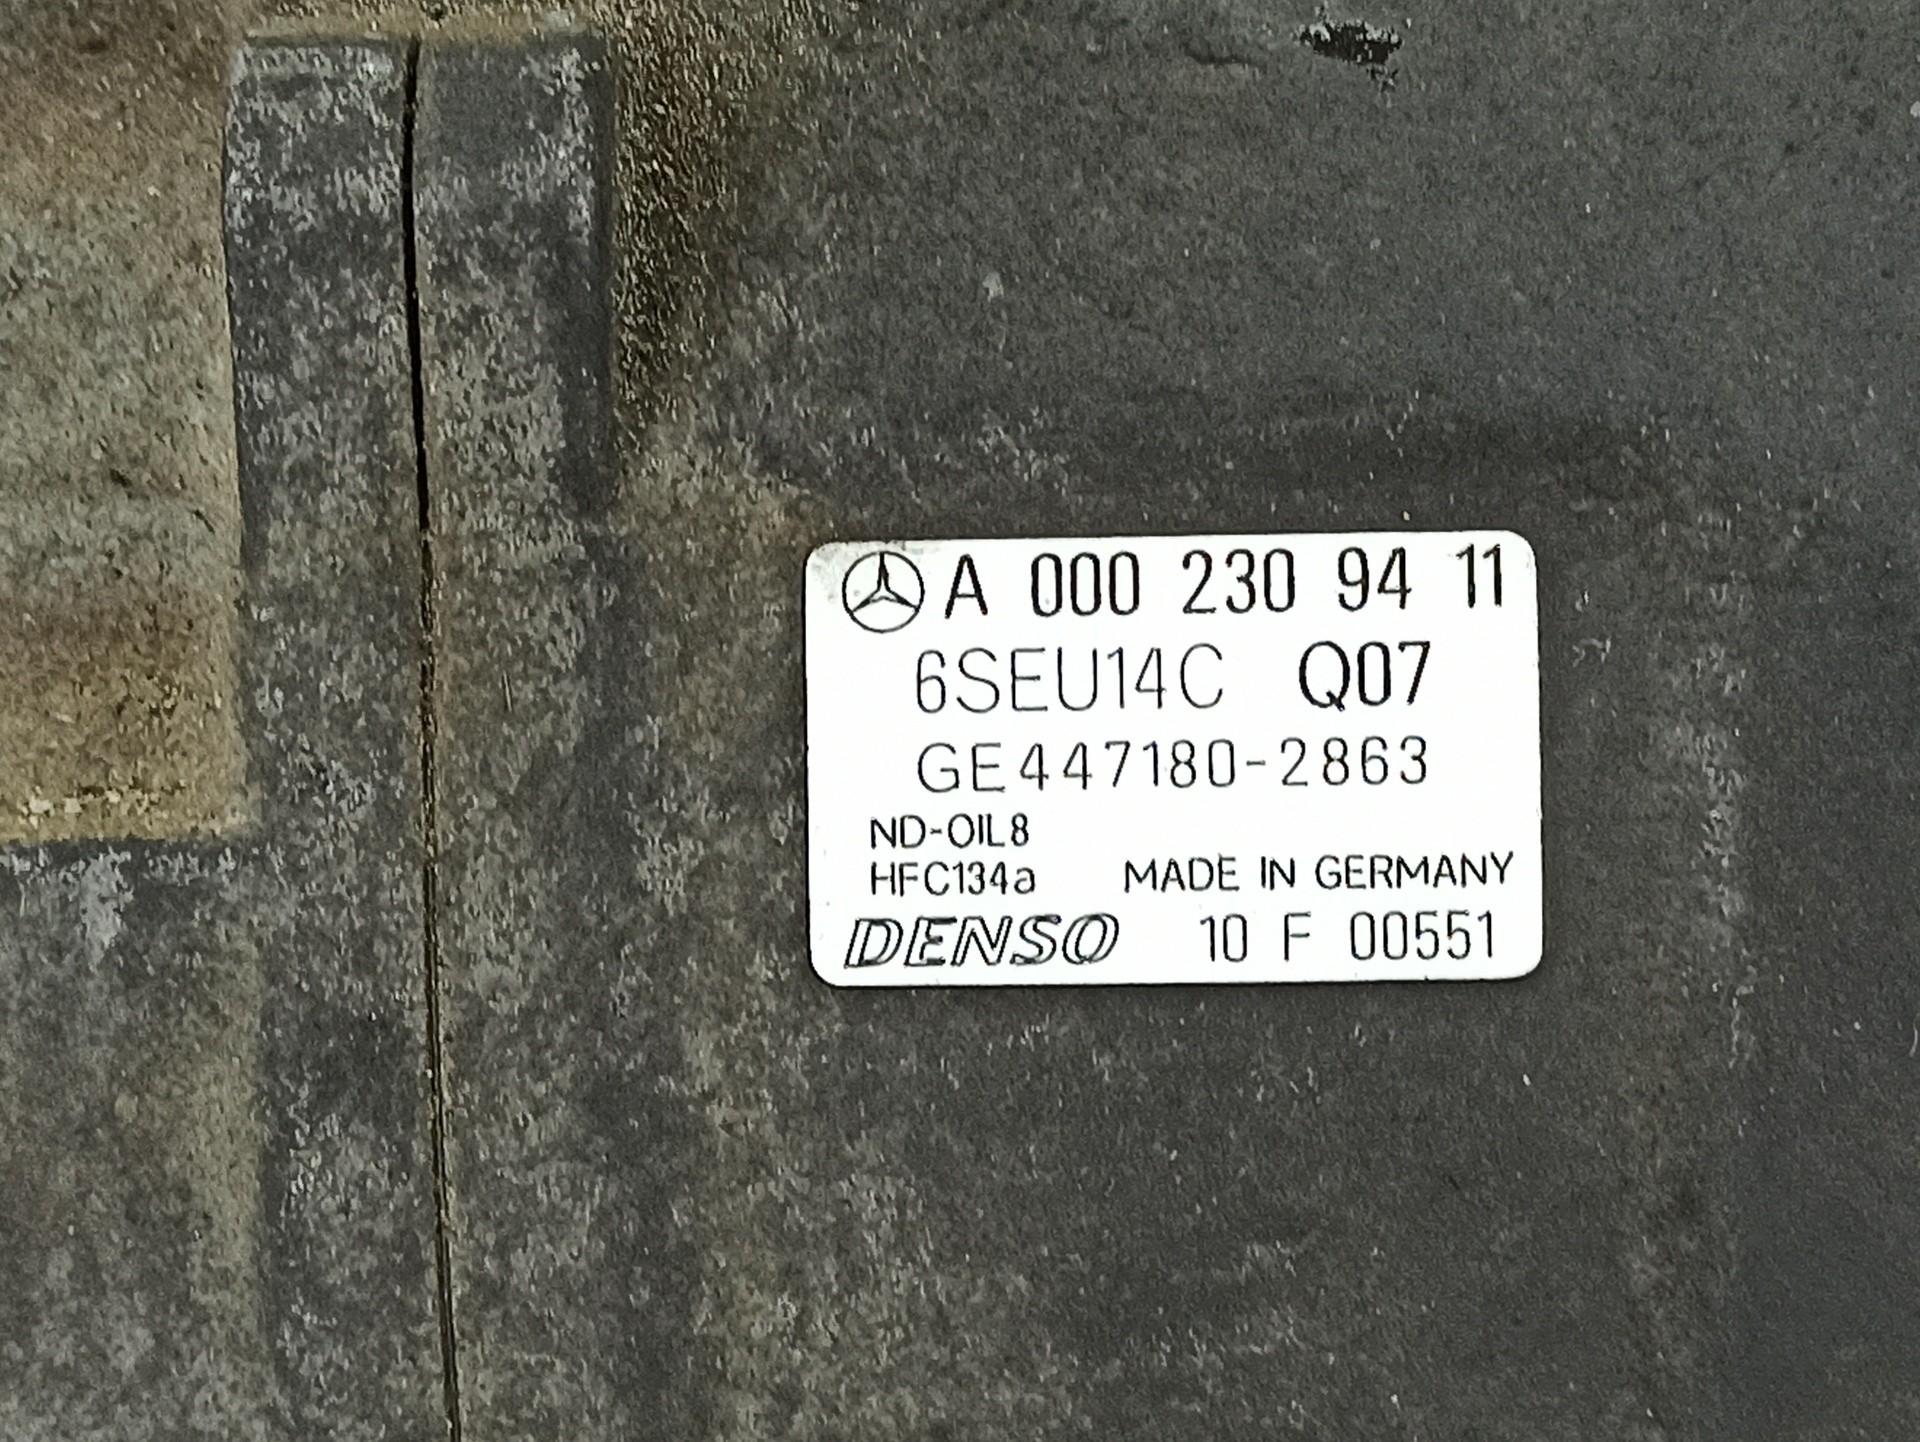 A 000 230 94 11
6SEU14C Q07
GE447180-2863
ND-OIL8
HFC134a MADE IN GERMANY
DENSO 10 F 00551